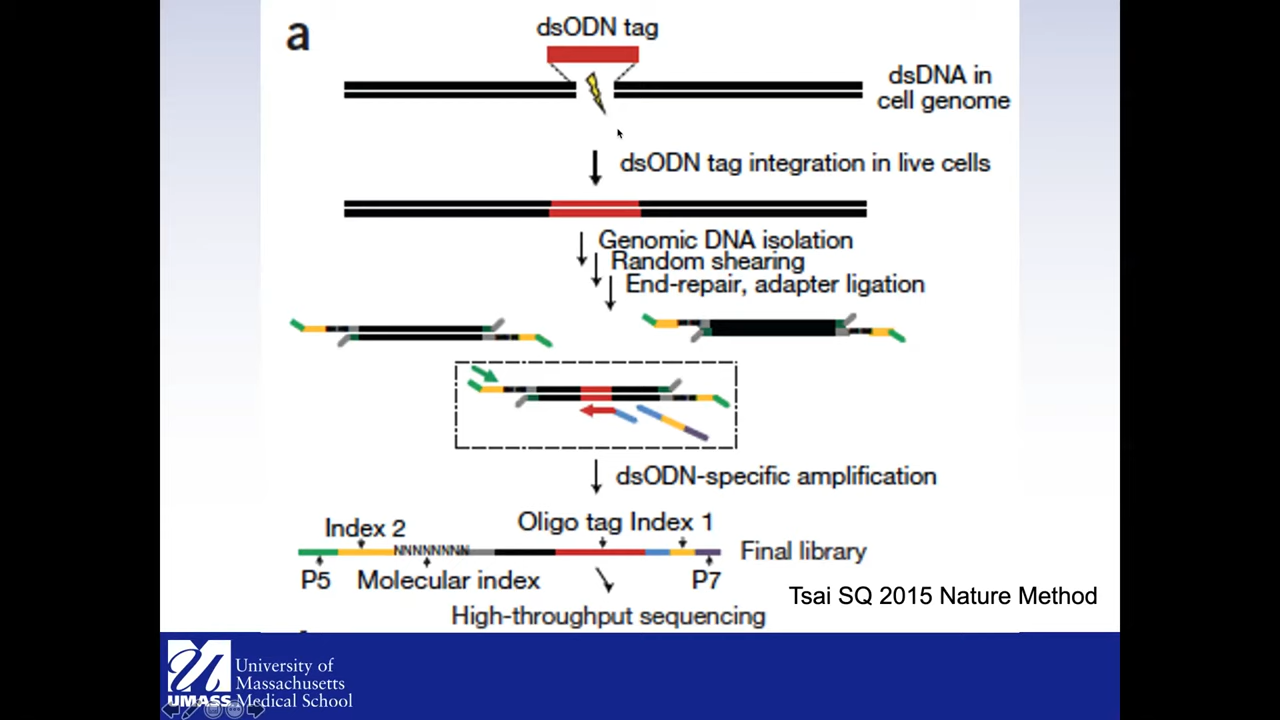 a
dsODN tag
dsDNA in
cell genome
dsODN tag integration in live cells
Genomic DNA isolation
Random shearing
End-repair, adapter ligation
dsODN-specific amplification
Index 2
Oligo tag Index 1
NNNNNNNN
Final library
P5
Molecular index
P7
Tsai SQ 2015 Nature Method
High-throughput sequencing
University of
Massachusetts
UMASS Medical School